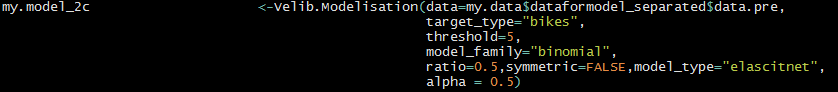 my.model_2c <-Velib.Modelisation(data=my.data$dataformodel_separated$data.pre,
target_type="bikes",
threshold=5,
model_family="binomial",
ratio=0.5,symmetric=FALSE,model_type="elascitnet",
alpha = 0.5)